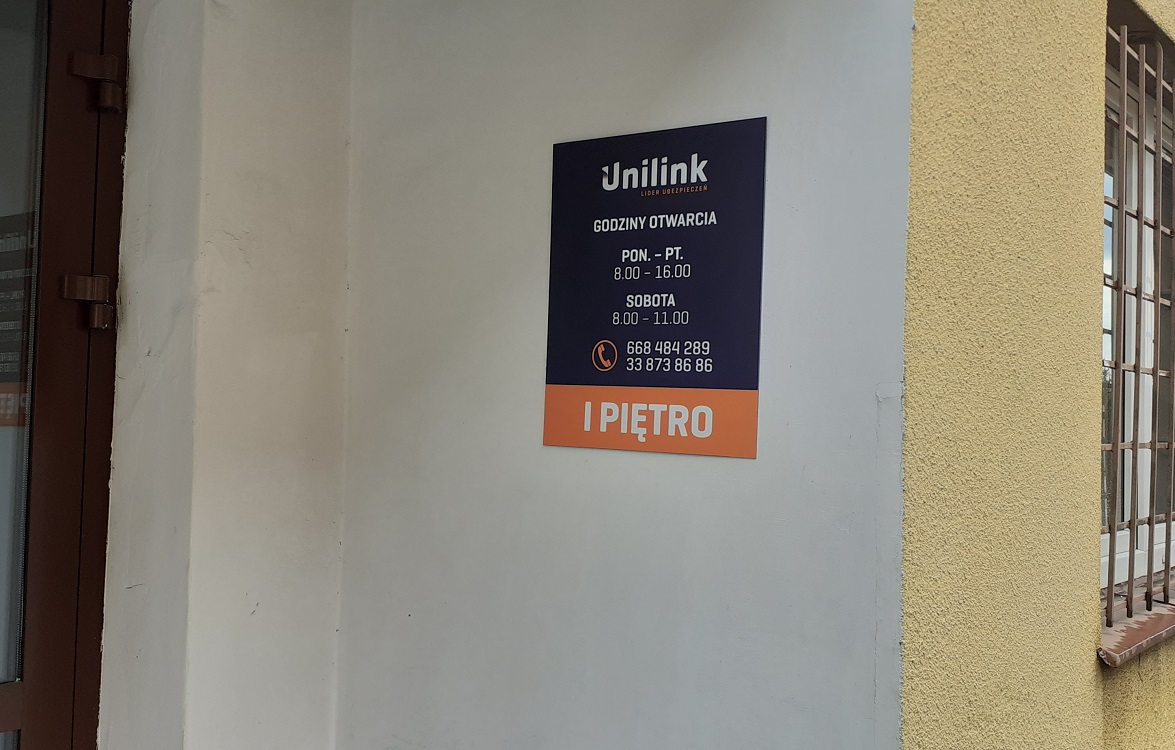 Unilink
LIDER UBEZPIECZEŃ
GODZINY OTWARCIA
PON. – PT.
8.00 – 16.00
SOBOTA
8.00 – 11.00
668 484 289
33 873 86 86
I PIĘTRO